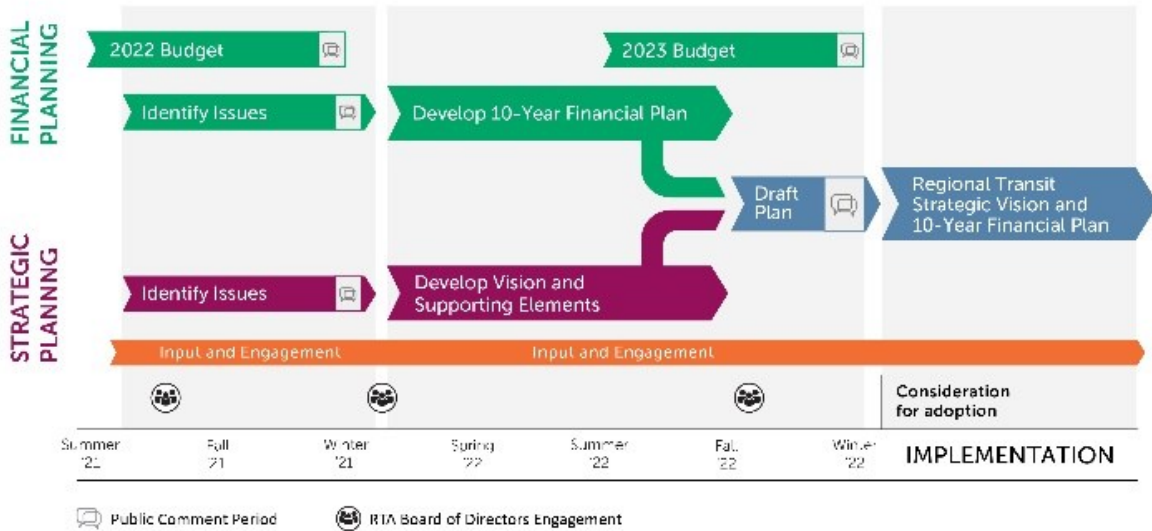 FINANCIAL
PLANNING
2022 Budget
2023 Budget
Identify Issues
Develop 10-Year Financial Plan
Draft
Plan
Regional Transit
Strategic Vision and
10-Year Financial Plan
STRATEGIC
PLANNNG
Identify Issues
Develop Vision and
Supporting Elements
Input and Engagement
Input and Engagement
Consideration
for adoption
Summer
'21
Fall
'21
Winter
'21
Spring
'22
Summer
'22
Fall
'22
Winter
'22
IMPLEMENTATION
Public Comment Period
RTA Board of Directors Engagement